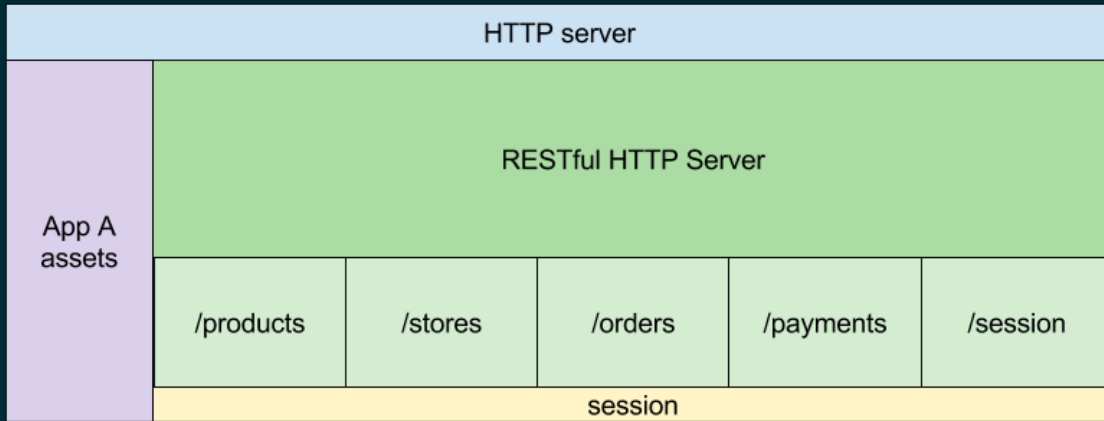 HTTP server
RESTful HTTP Server
App A
assets
/products
/stores
/orders
/payments
/session
session